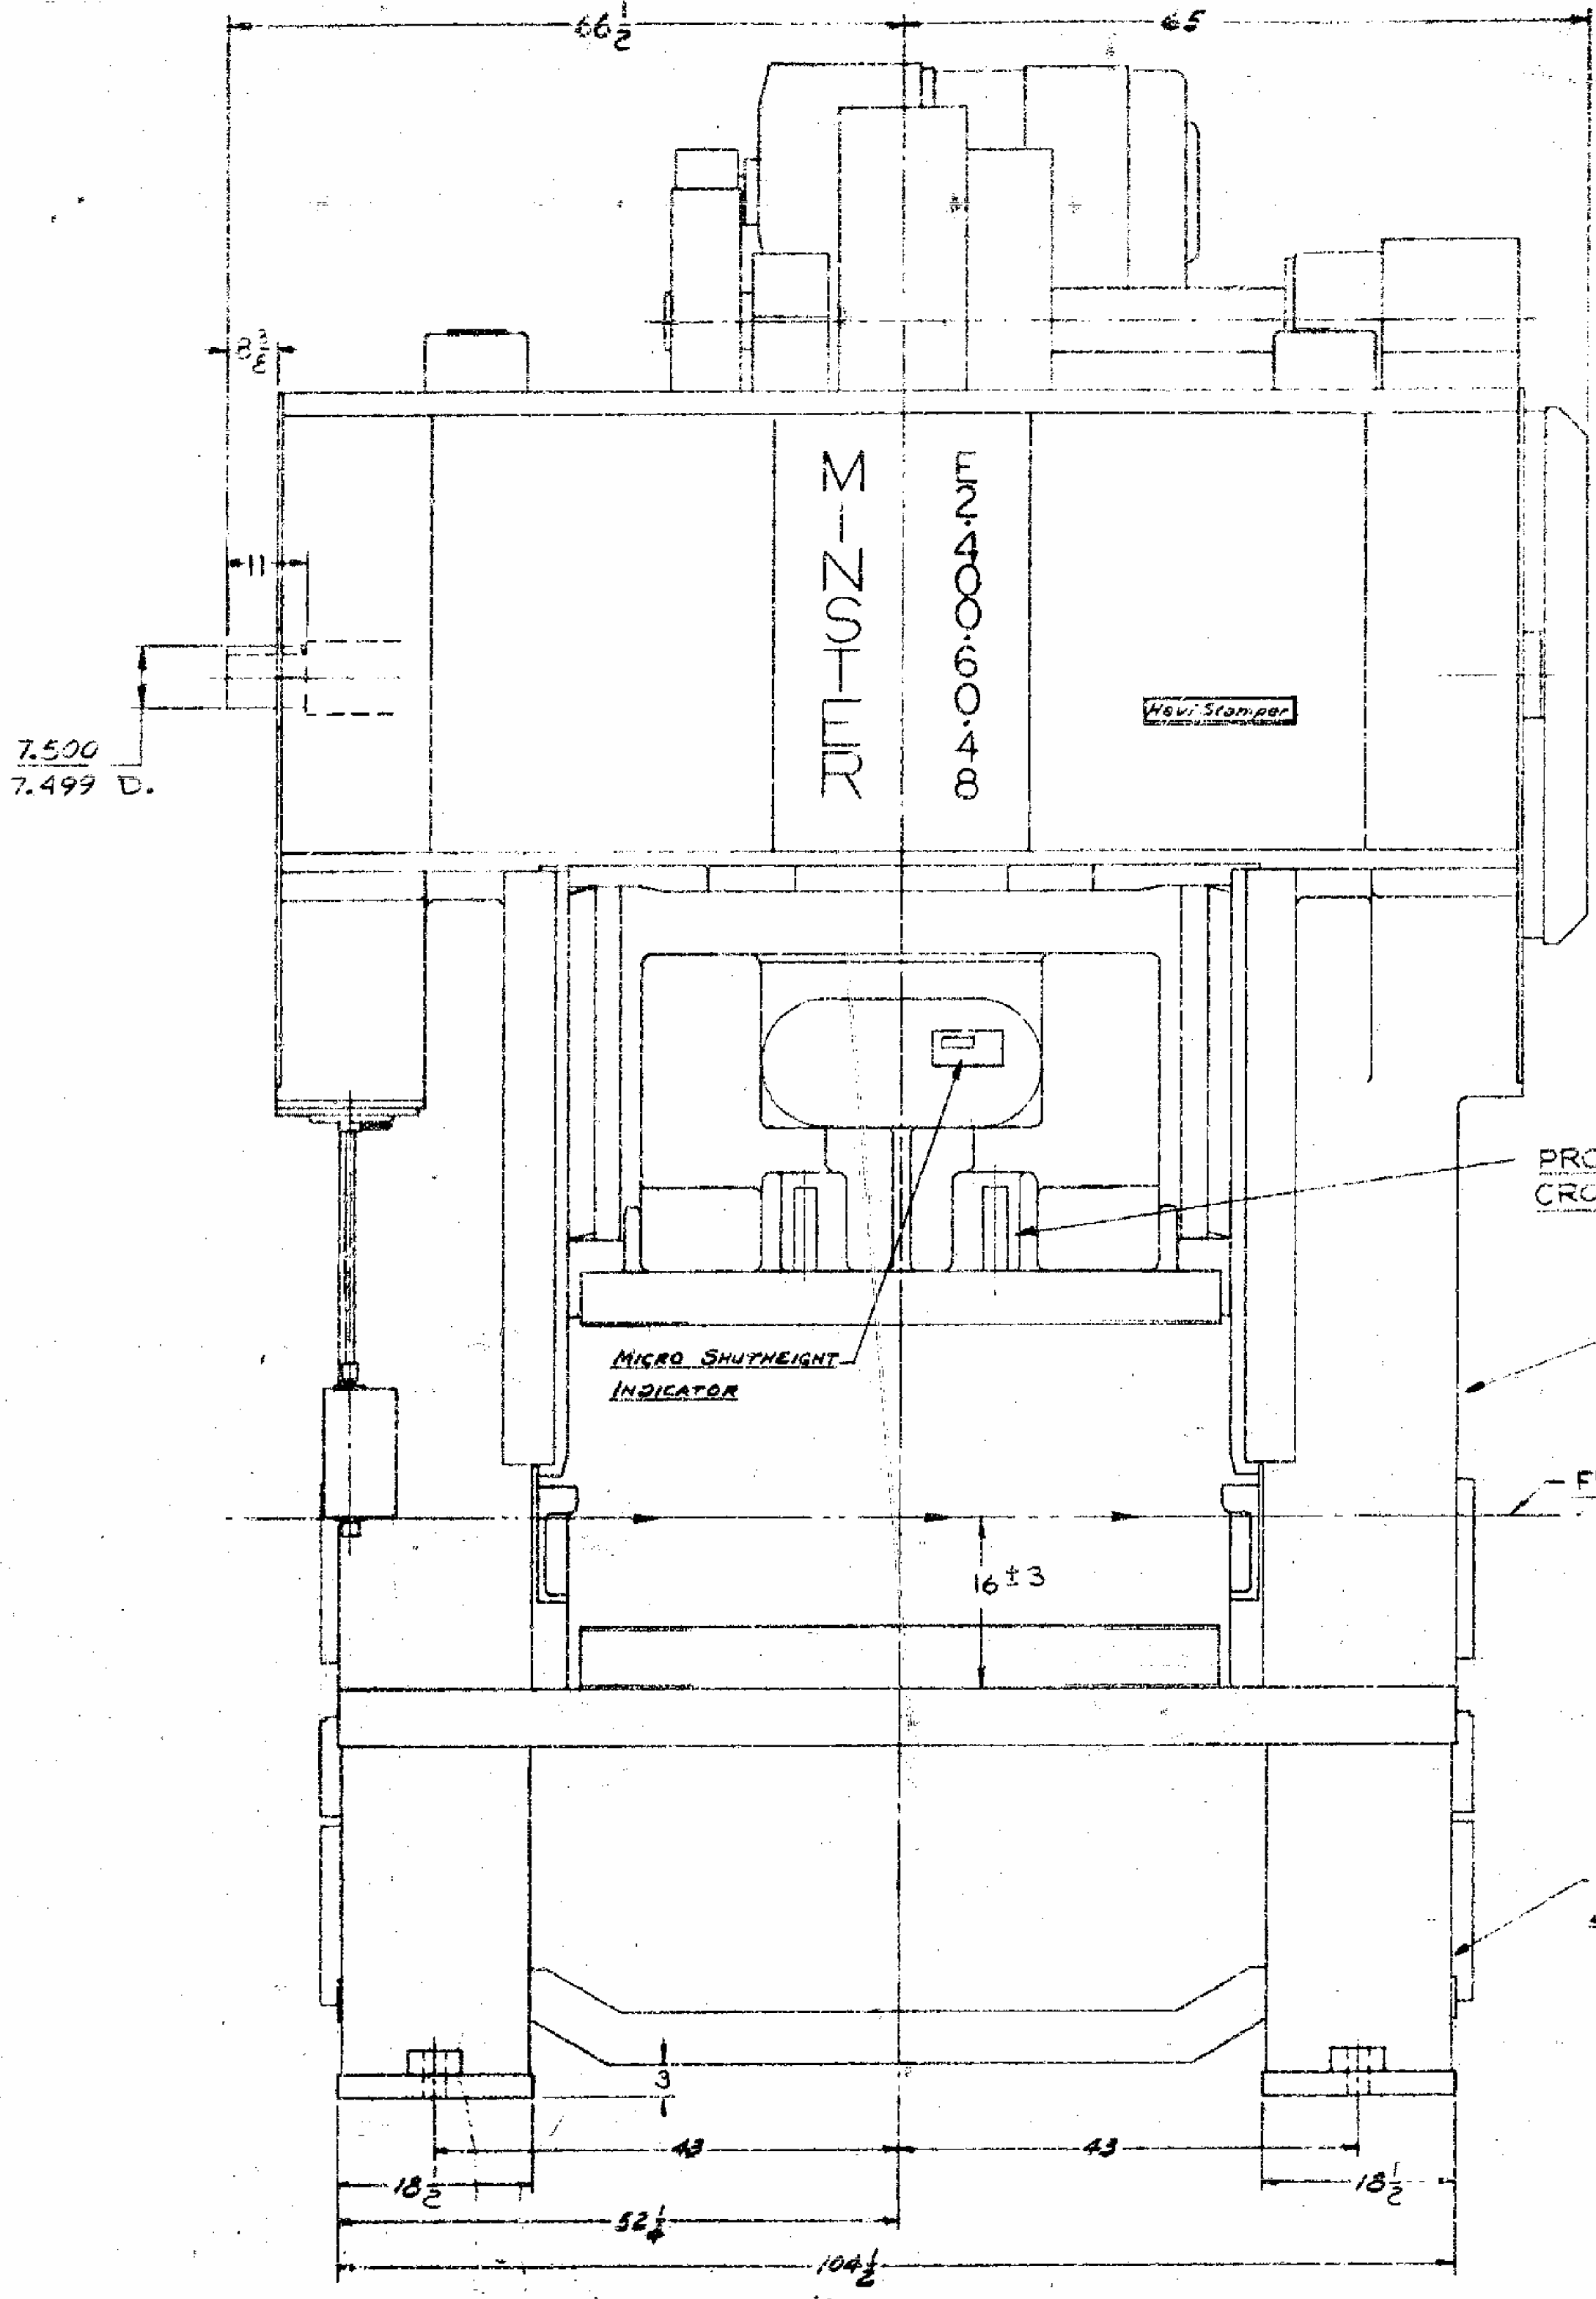 66 1/2
65
8 3/8
MINSTER
E2.400.60.48
11
Hevi Stamper
7.500
7.499 D.
PRO
CRO
MICRO SHUTHEIGHT
INDICATOR
F
16 ±3
3
43
43
18 1/2
18 1/2
52 1/4
104 1/2